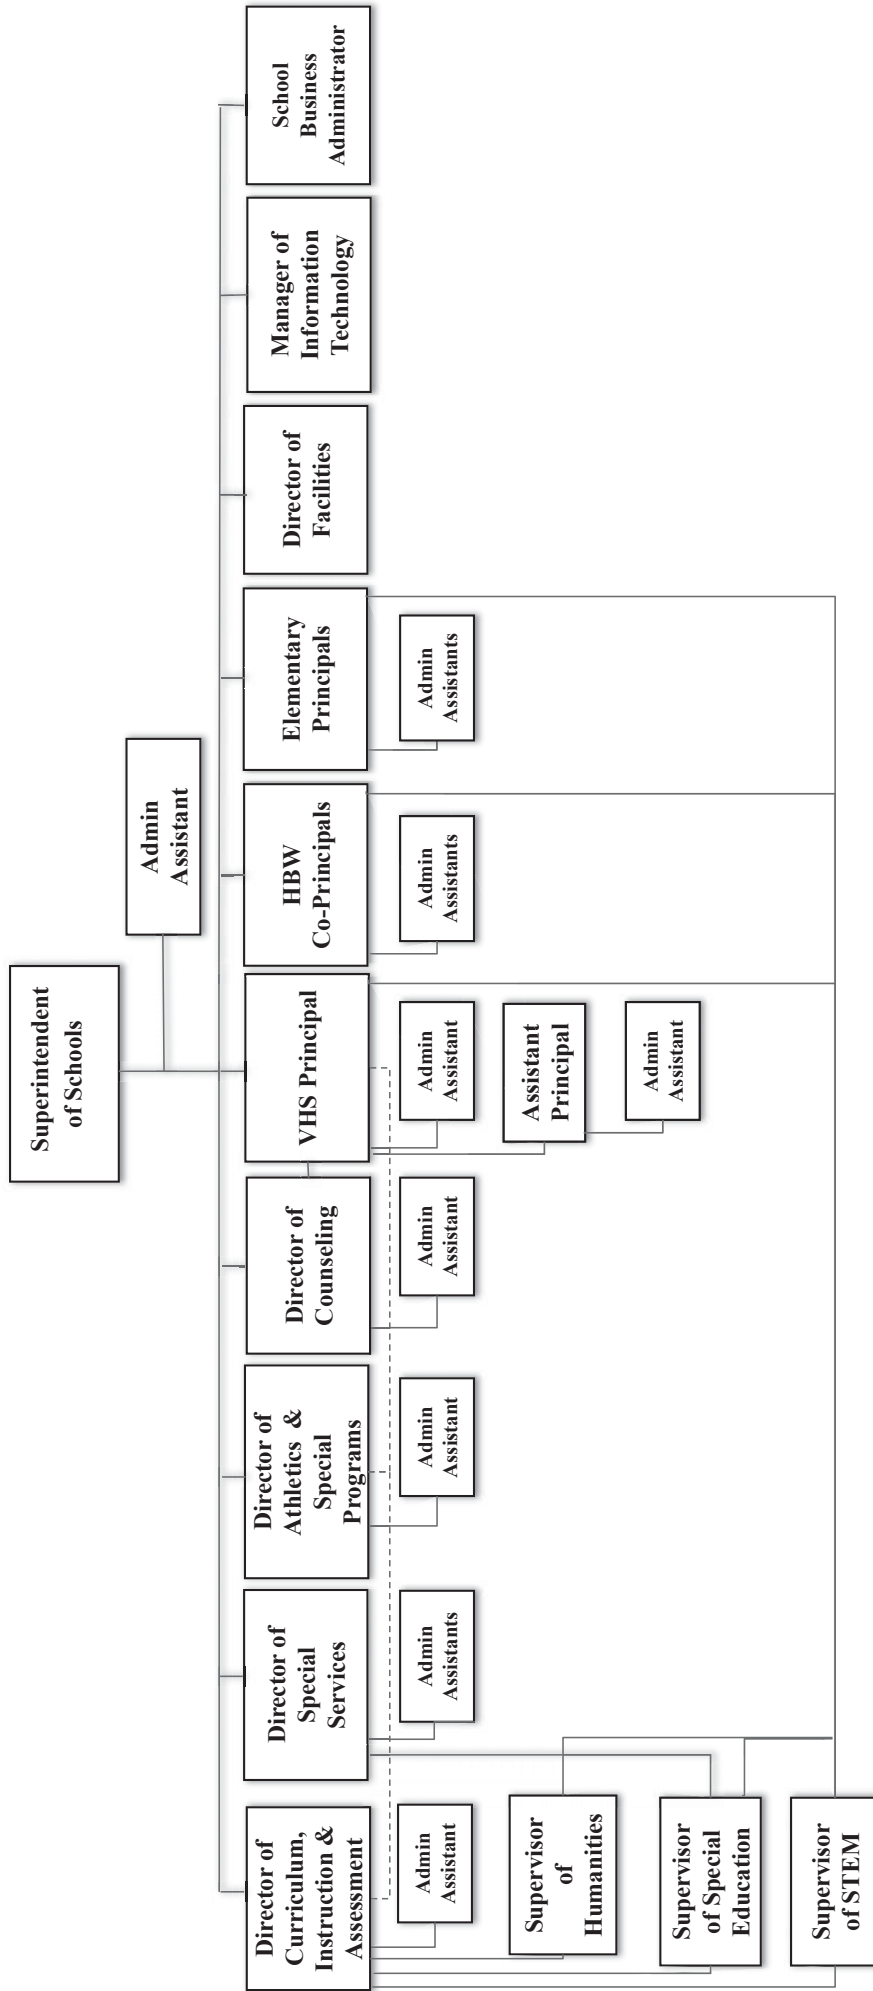 Superintendent
of Schools
Admin
Assistant
Director of
Curriculum,
Instruction &
Assessment
Director of
Special
Services
Director of
Athletics &
Special
Programs
Director of
Counseling
VHS Principal
HBW
Co-Principals
Elementary
Principals
Director of
Facilities
Manager of
Information
Technology
School
Business
Administrator
Admin
Assistant
Admin
Assistants
Admin
Assistant
Admin
Assistant
Admin
Assistant
Admin
Assistants
Admin
Assistants
Supervisor
of
Humanities
Assistant
Principal
Supervisor
of Special
Education
Admin
Assistant
Supervisor
of STEM